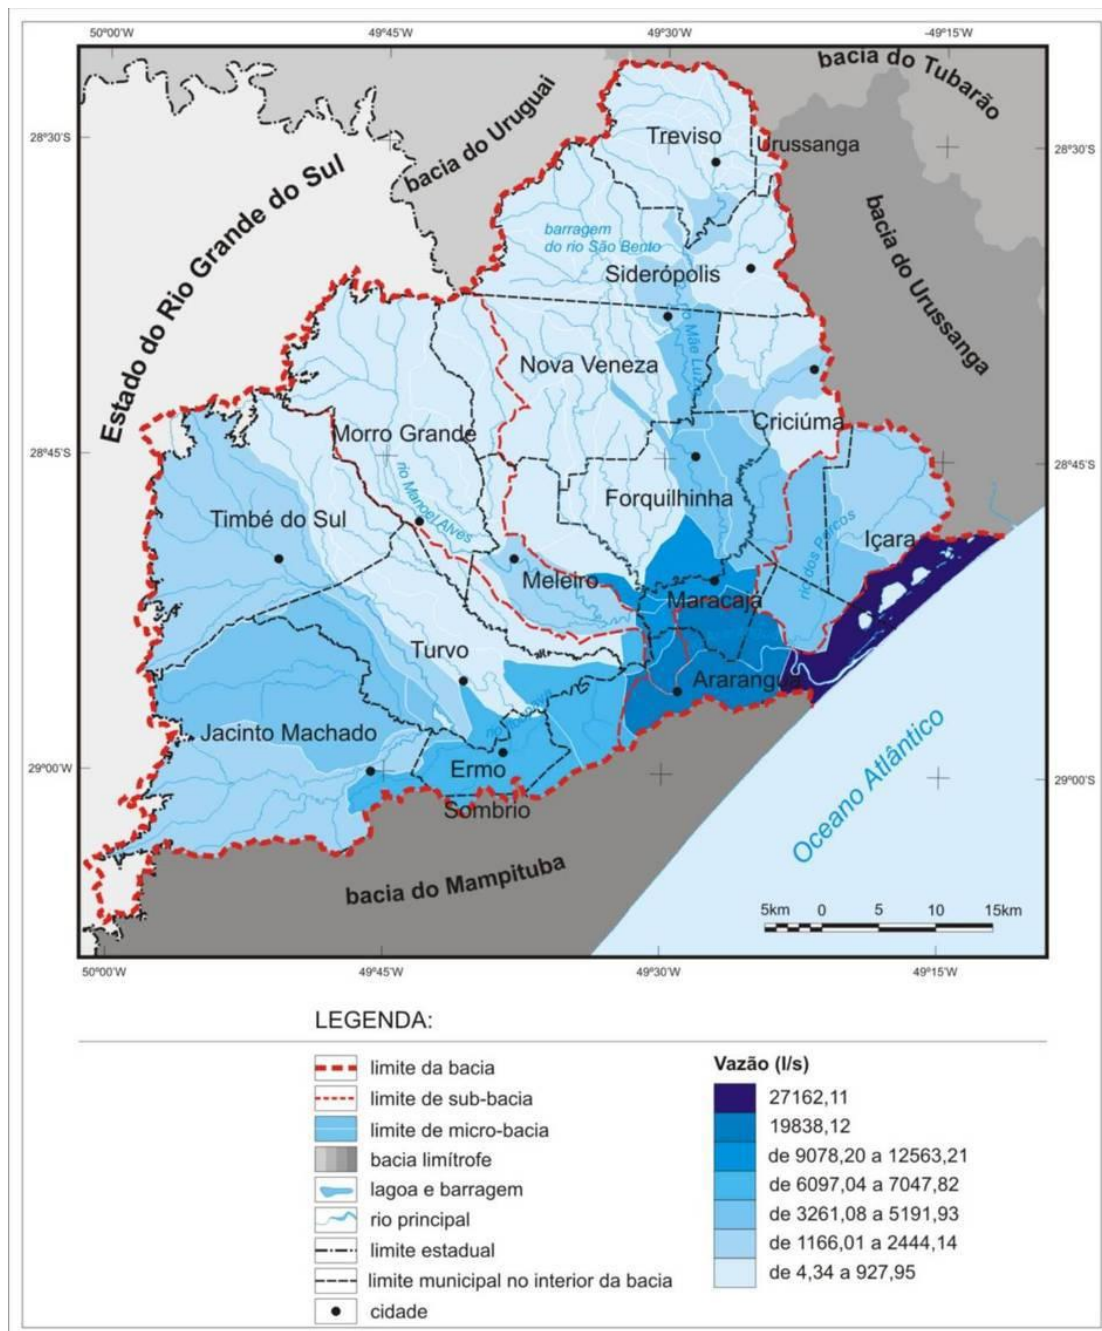 50°00'W
49°45'W
49°30'W
-49°15'W
bacia do Tubarão
bacia do Uruguai
28°30'S
Treviso
Urussanga
28°30'S
Estado do Rio Grande do Sul
bacia do Urussanga
barragem
do rio São Bento
Siderópolis
rio Mãe Luzia
Nova Veneza
Criciúma
Morro Grande
28°45'S
28°45'S
rio Manoel Alves
Forquilhinha
Timbé do Sul
rio dos Porcos
Içara
Meleiro
Maracajá
Turvo
Araranguá
Jacinto Machado
Oceano Atlântico
29°00'S
Ermo
29°00'S
Sombrio
bacia do Mampituba
5km 0 5 10 15km
50°00'W
49°45'W
49°30'W
49°15'W
LEGENDA:
limite da bacia
limite de sub-bacia
limite de micro-bacia
bacia limítrofe
lagoa e barragem
rio principal
limite estadual
limite municipal no interior da bacia
cidade
Vazão (l/s)
27162,11
19838,12
de 9078,20 a 12563,21
de 6097,04 a 7047,82
de 3261,08 a 5191,93
de 1166,01 a 2444,14
de 4,34 a 927,95